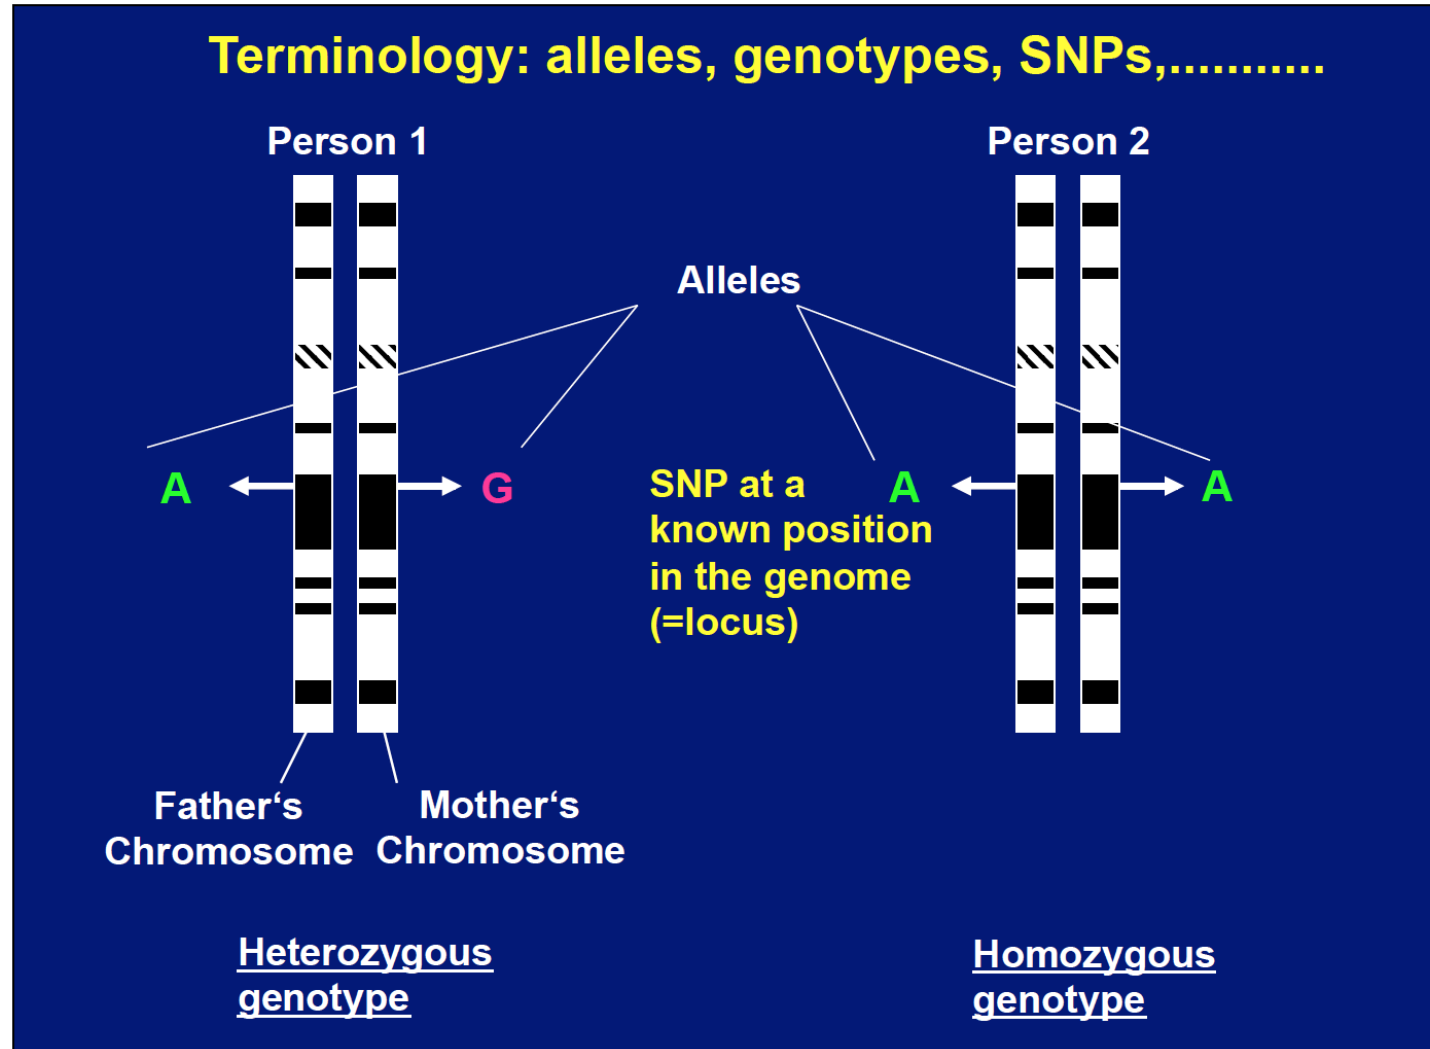 Terminology: alleles, genotypes, SNPs,...........
Person 1
Person 2
Alleles
A
G
SNP at a
known position
in the genome
(=locus)
A
A
Father‘s
Chromosome
Mother‘s
Chromosome
Heterozygous
genotype
Homozygous
genotype